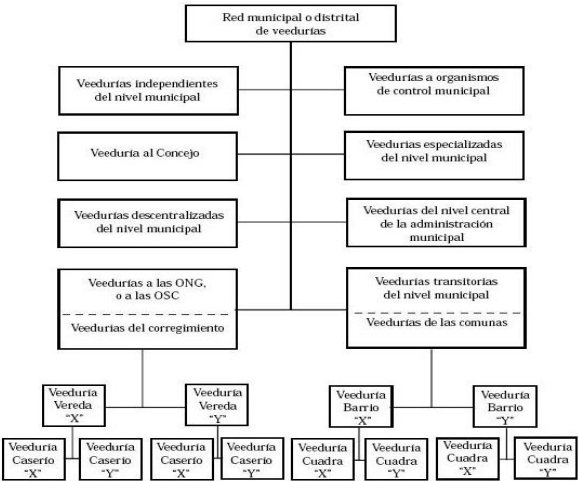 Red municipal o distrital
de veedurías
Veedurías independientes
del nivel municipal
Veedurías a organismos
de control municipal
Veeduría al Concejo
Veedurías especializadas
del nivel municipal
Veedurías descentralizadas
del nivel municipal
Veedurías del nivel central
de la administración
municipal
Veedurías a las ONG,
o a las OSC
Veedurías del corregimiento
Veedurías transitorias
del nivel municipal
Veedurías de las comunas
Veeduría
Vereda
"X"
Veeduría
Vereda
"Y"
Veeduría
Barrio
"X"
Veeduría
Barrio
"Y"
Veeduría
Caserío
"X"
Veeduría
Caserío
"Y"
Veeduría
Caserío
"X"
Veeduría
Caserío
"Y"
Veeduría
Cuadra
"X"
Veeduría
Cuadra
"Y"
Veeduría
Cuadra
"X"
Veeduría
Cuadra
"Y"